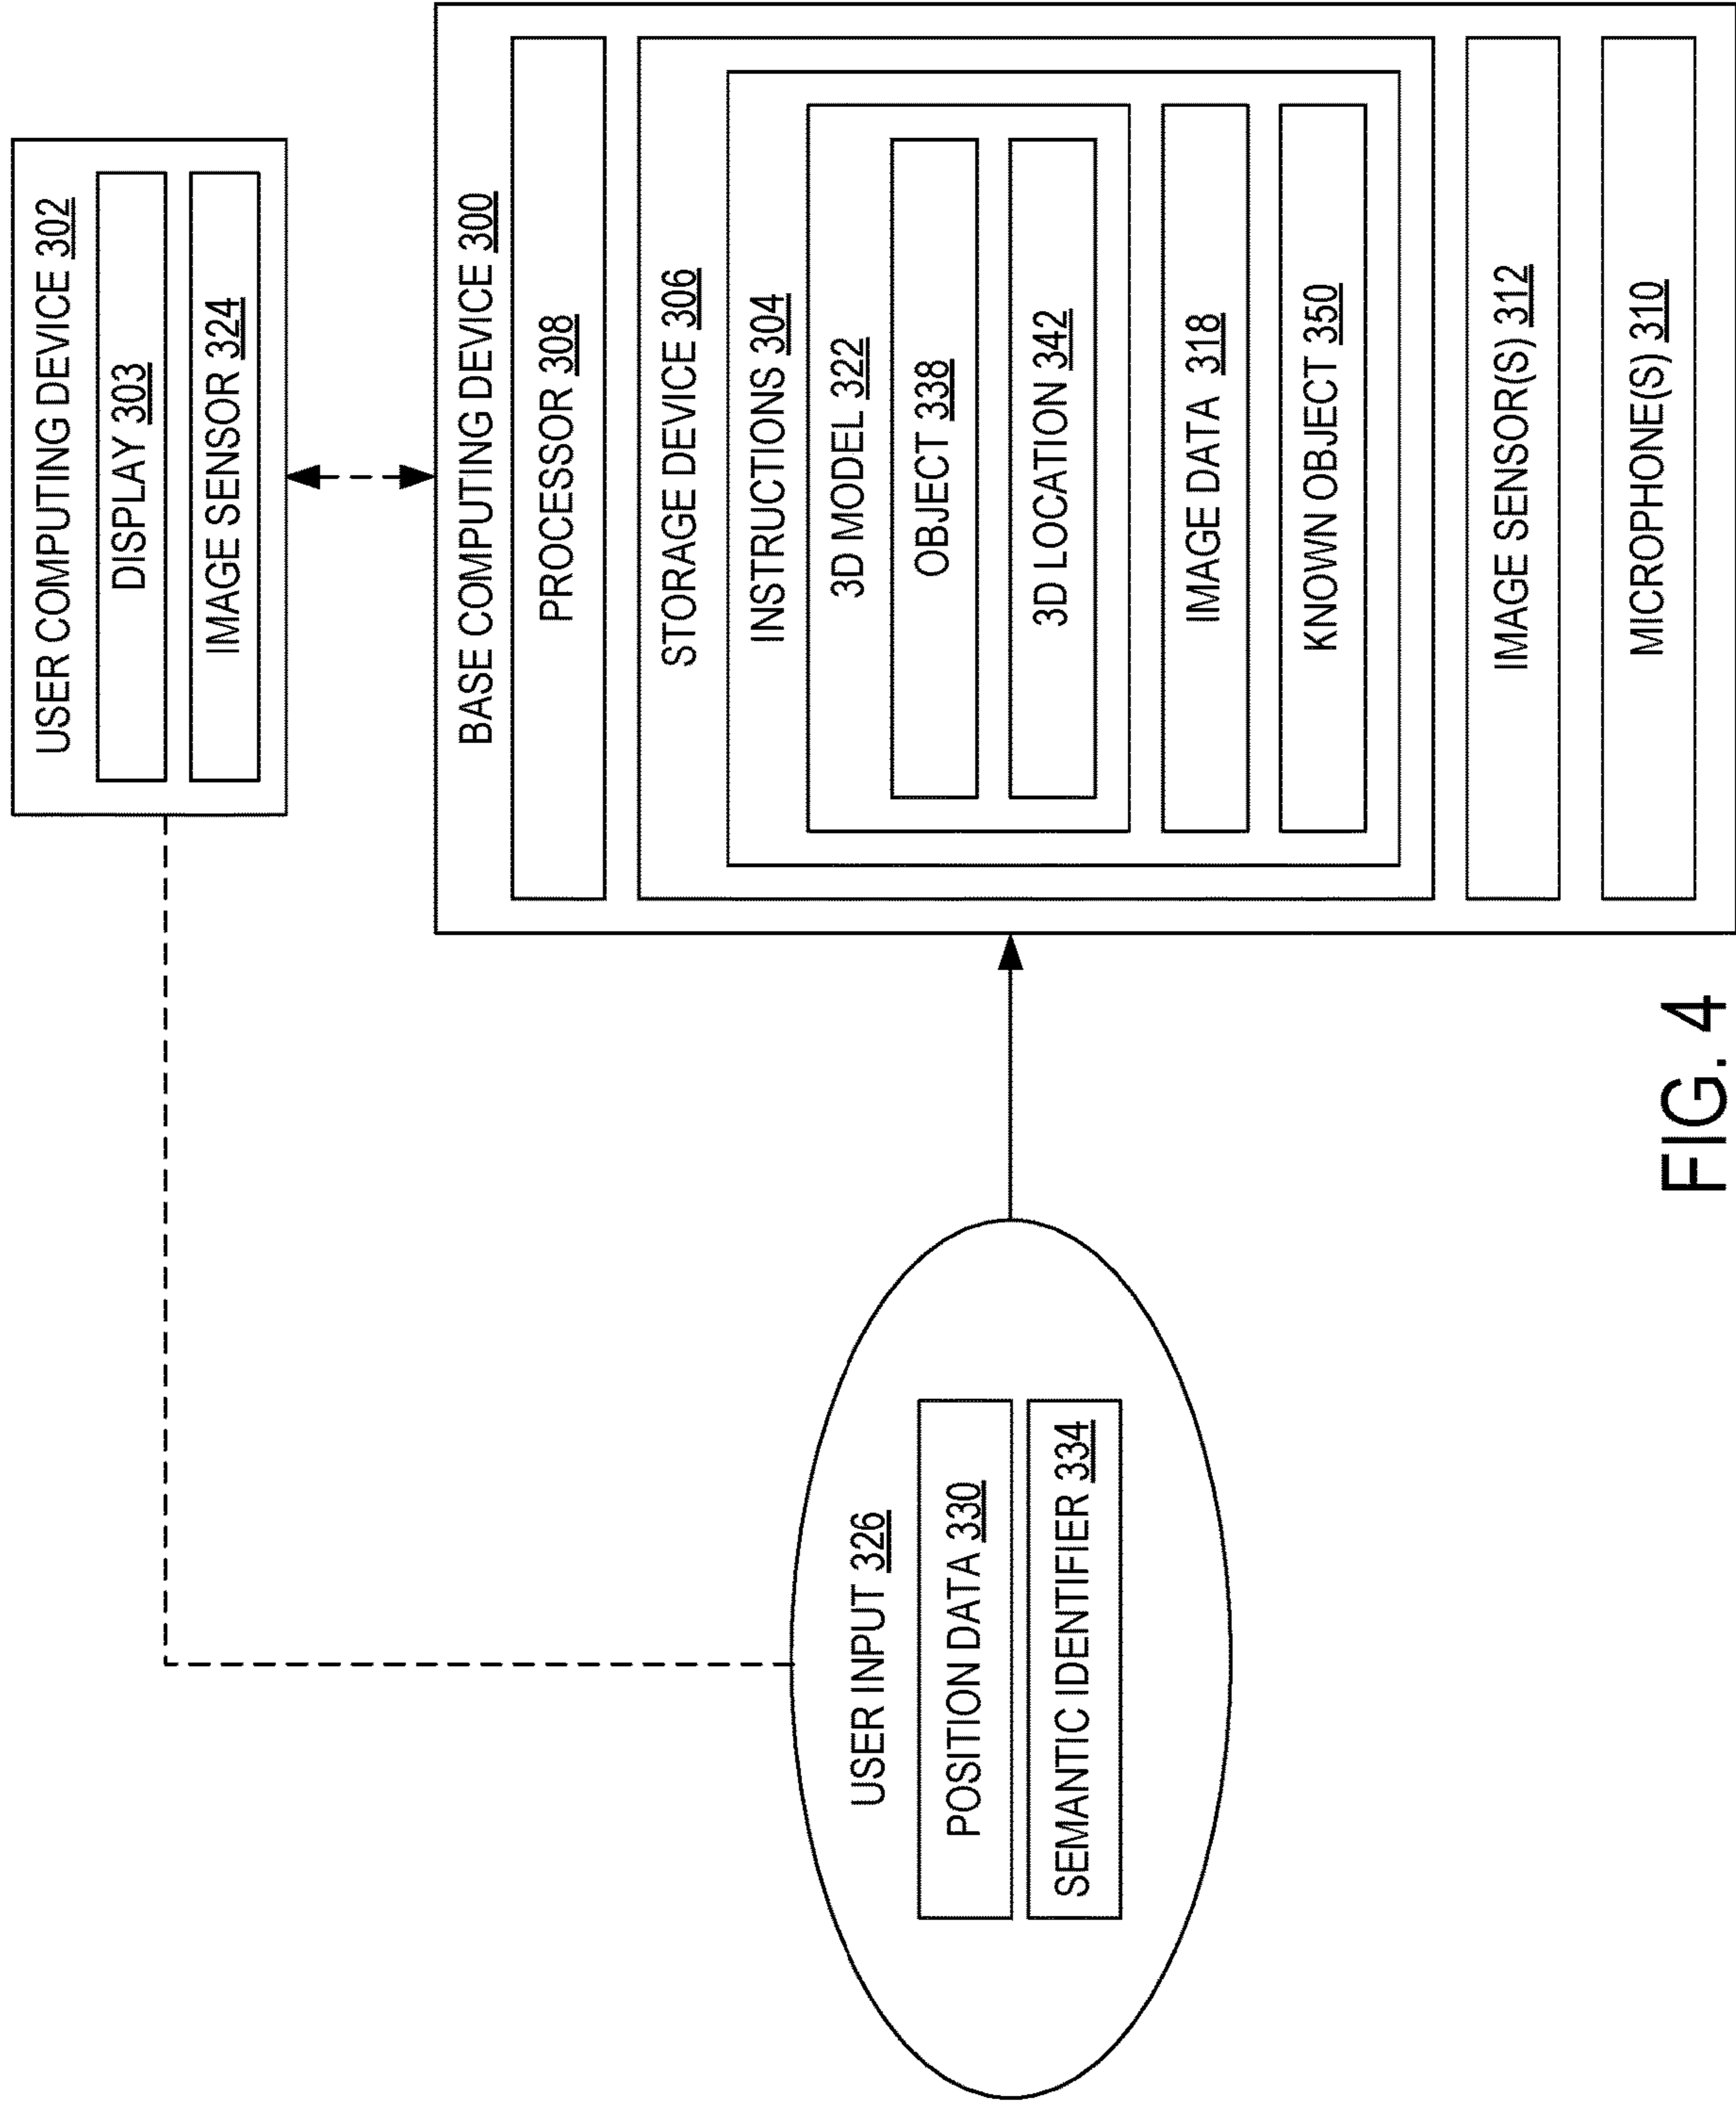 USER COMPUTING DEVICE 302
DISPLAY 303
IMAGE SENSOR 324
BASE COMPUTING DEVICE 300
PROCESSOR 308
STORAGE DEVICE 306
INSTRUCTIONS 304
3D MODEL 322
OBJECT 338
3D LOCATION 342
IMAGE DATA 318
KNOWN OBJECT 350
IMAGE SENSOR(S) 312
MICROPHONE(S) 310
USER INPUT 326
POSITION DATA 330
SEMANTIC IDENTIFIER 334
FIG. 4